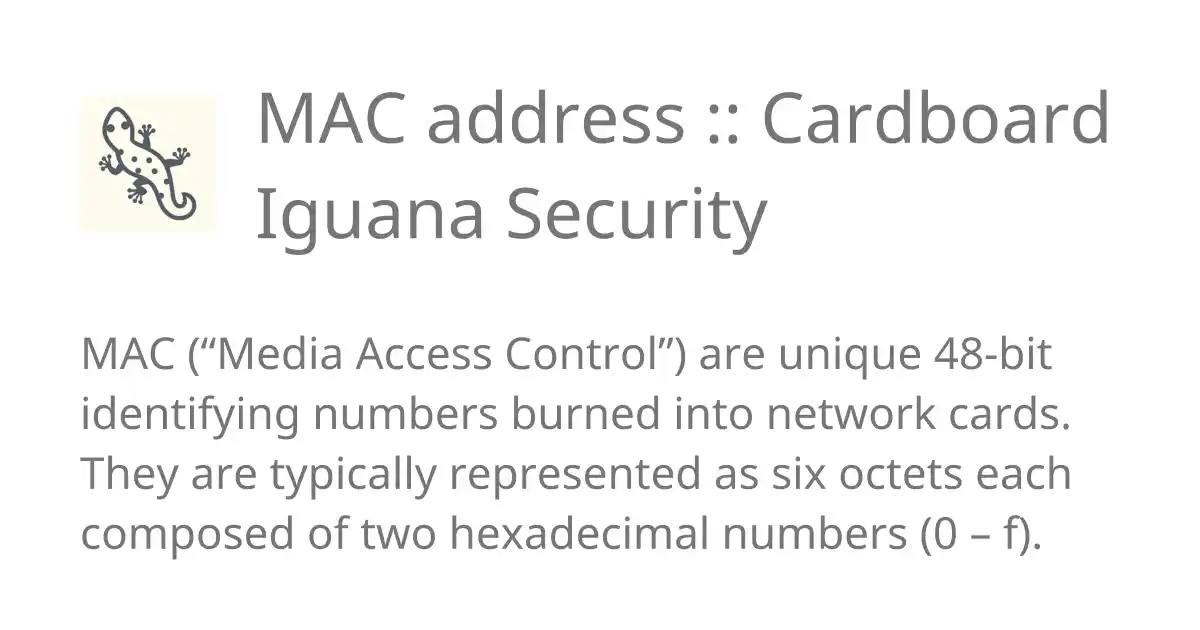 MAC address :: Cardboard
Iguana Security
MAC (“Media Access Control”) are unique 48-bit
identifying numbers burned into network cards.
They are typically represented as six octets each
composed of two hexadecimal numbers (0 – f).